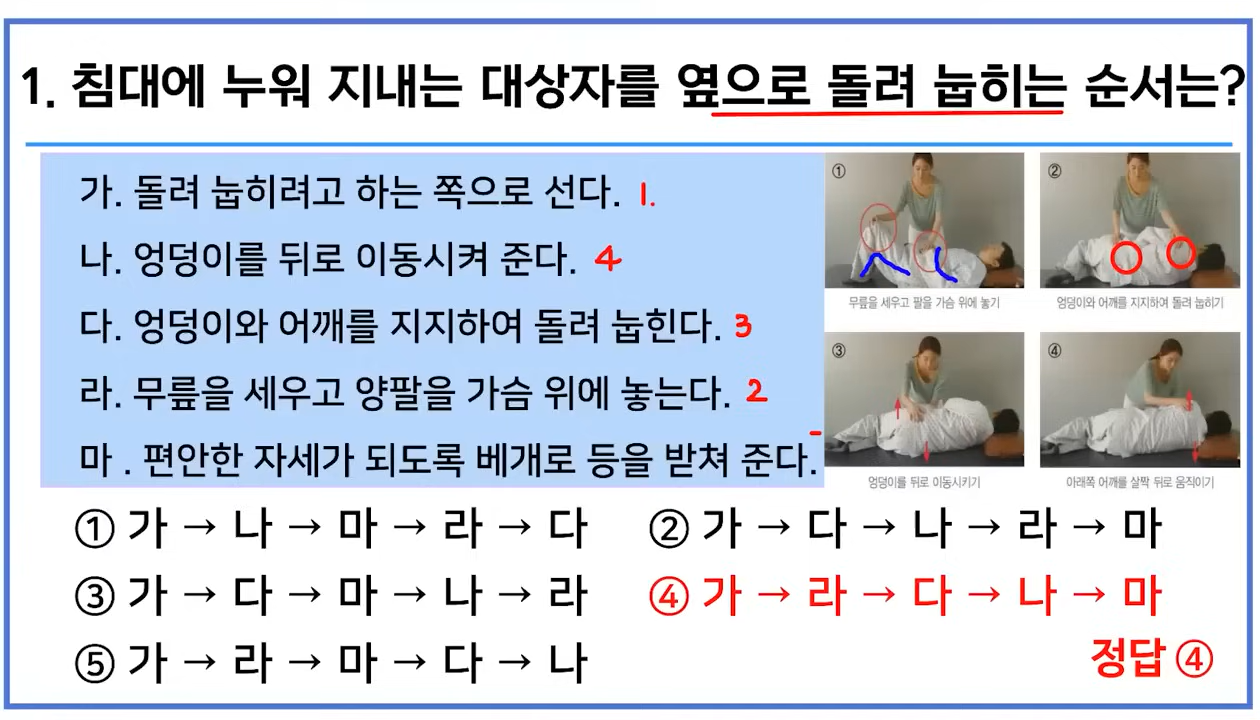 1. 침대에 누워 지내는 대상자를 옆으로 돌려 눕히는 순서는?
가. 돌려 눕히려고 하는 쪽으로 선다. 1.
나. 엉덩이를 뒤로 이동시켜 준다. 4
다. 엉덩이와 어깨를 지지하여 돌려 눕힌다. 3
라. 무릎을 세우고 양팔을 가슴 위에 놓는다. 2
마 . 편안한 자세가 되도록 베개로 등을 받쳐 준다.
①
무릎을 세우고 팔을 가슴 위에 놓기
②
엉덩이와 어깨를 지지하여 돌려 눕히기
③
엉덩이를 뒤로 이동시키기
④
아래쪽 어깨를 살짝 뒤로 움직이기
① 가 → 나 → 마 → 라 → 다
② 가 → 다 → 나 → 라 → 마
③ 가 → 다 → 마 → 나 → 라
④ 가 → 라 → 다 → 나 → 마
⑤ 가 → 라 → 마 → 다 → 나
정답 ④